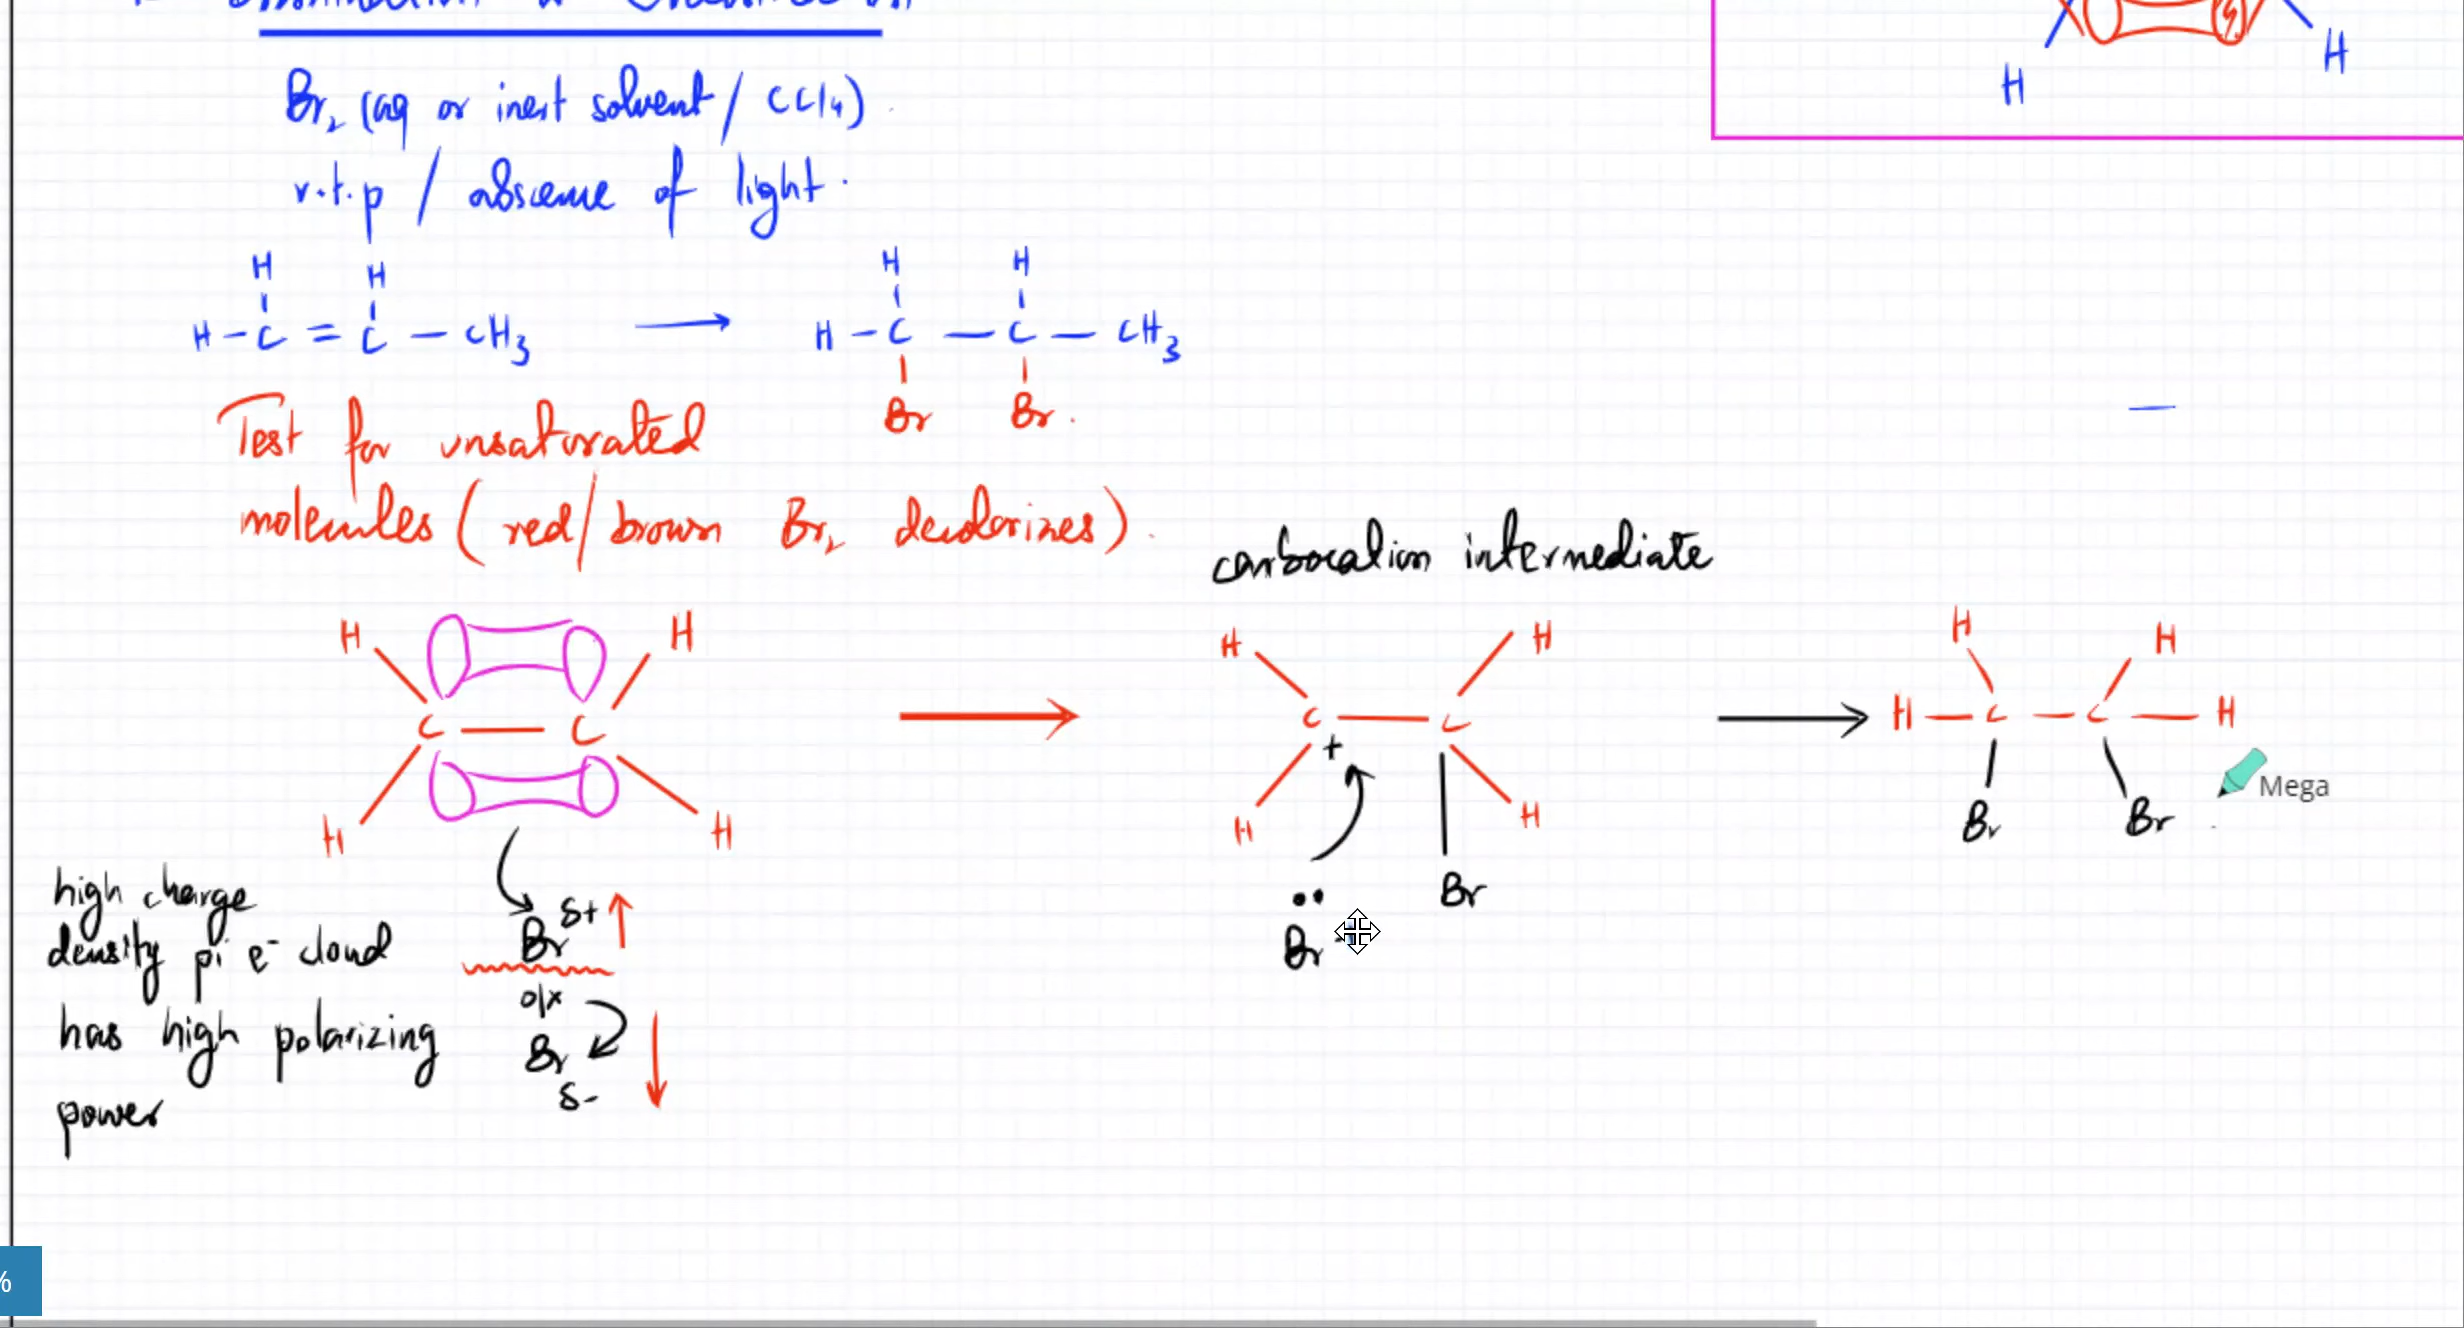 Br₂ (aq or inert solvent / CCl₄)
r.t.p / absence of light.
H H H H
H - C = C - CH₃ → H - C - C - CH₃
Br Br.
Test for unsaturated
molecules (red/brown Br₂ decolorizes).
carbocation intermediate
H H H H H H
C - C → C - C → H - C - C - H
+
H H H H Br Br
Mega
high charge
density pi e⁻ cloud
has high polarizing
power
Br δ+
o|x
Br
δ-
Br
••
Br
H
H
%